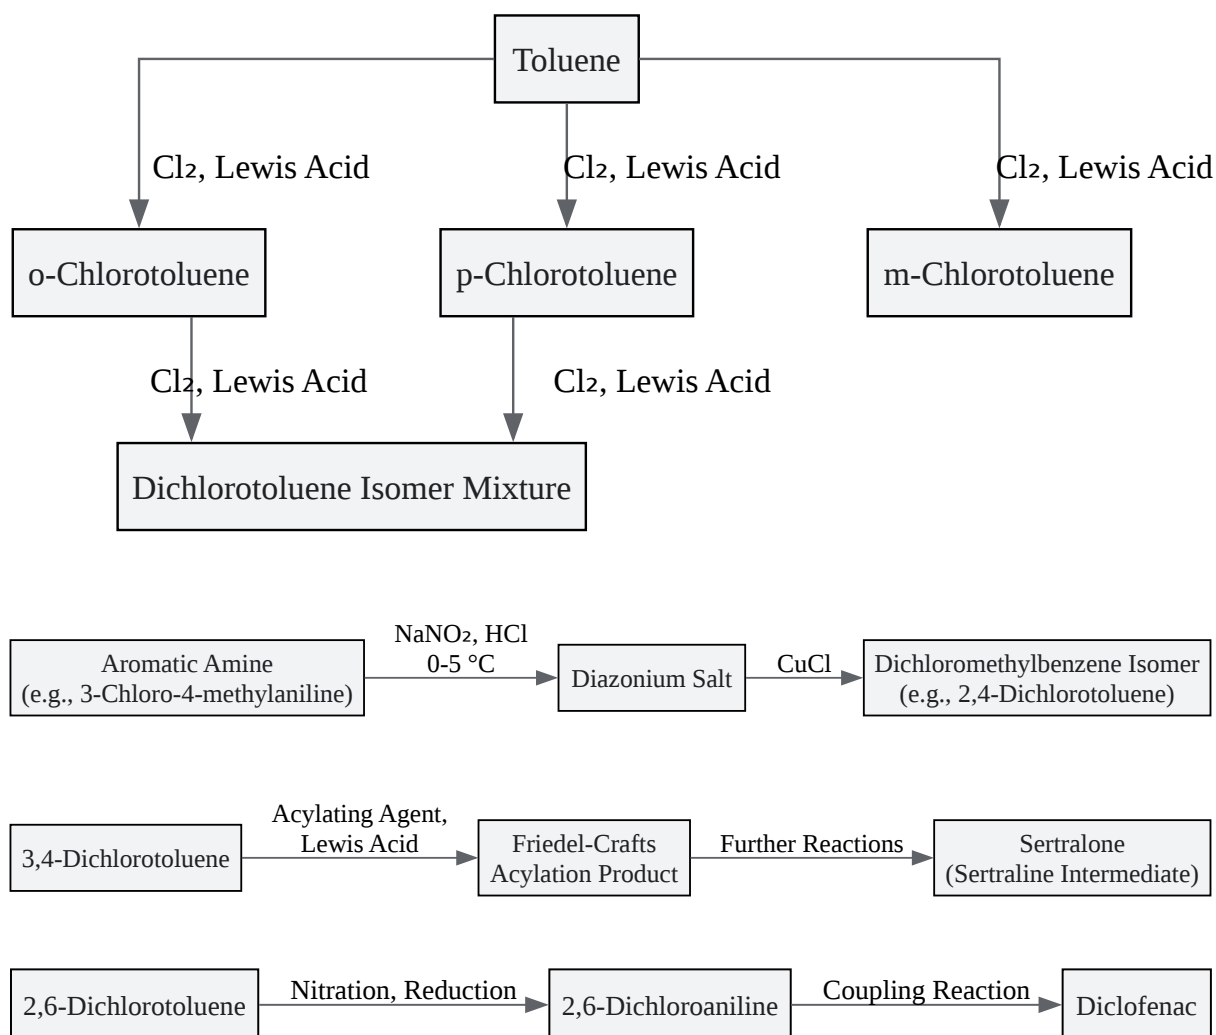 Toluene
Cl₂, Lewis Acid
Cl₂, Lewis Acid
Cl₂, Lewis Acid
o-Chlorotoluene
p-Chlorotoluene
m-Chlorotoluene
Cl₂, Lewis Acid
Cl₂, Lewis Acid
Dichlorotoluene Isomer Mixture
Aromatic Amine
(e.g., 3-Chloro-4-methylaniline)
NaNO₂, HCl
0-5 °C
Diazonium Salt
CuCl
Dichloromethylbenzene Isomer
(e.g., 2,4-Dichlorotoluene)
3,4-Dichlorotoluene
Acylating Agent,
Lewis Acid
Friedel-Crafts
Acylation Product
Further Reactions
Sertralone
(Sertraline Intermediate)
2,6-Dichlorotoluene
Nitration, Reduction
2,6-Dichloroaniline
Coupling Reaction
Diclofenac